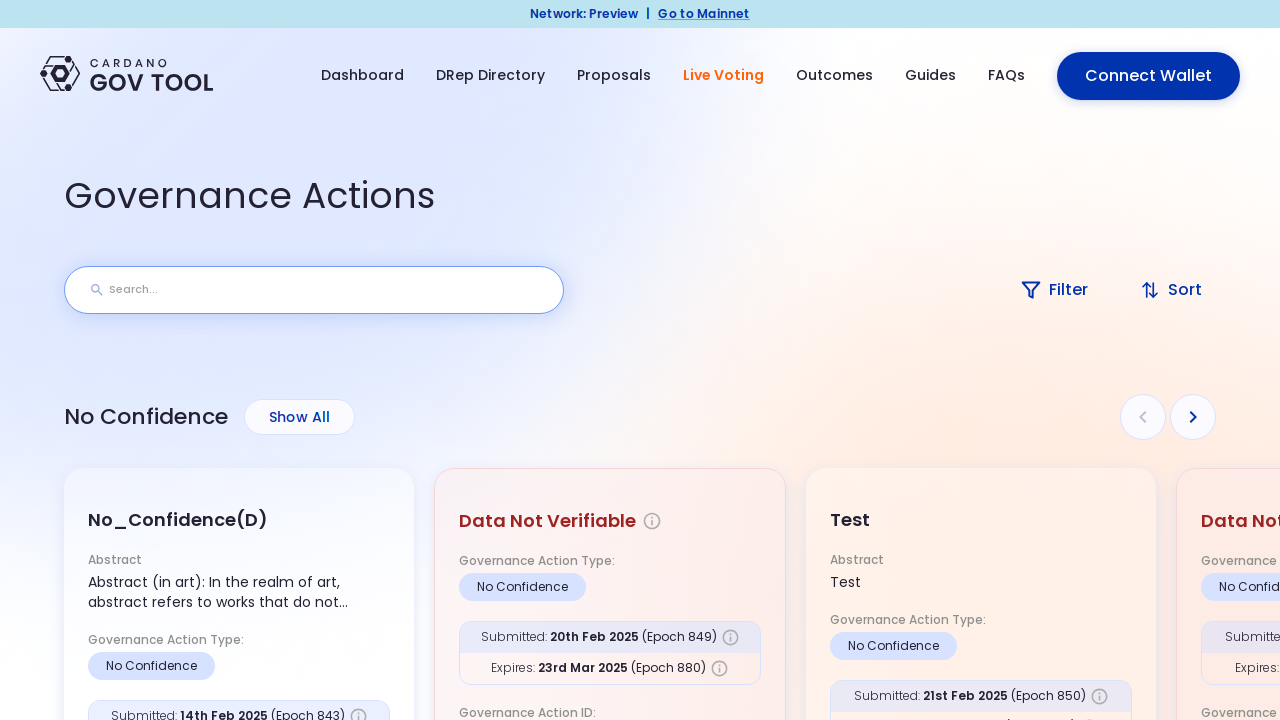 Network: Preview | Go to Mainnet
CARDANO
GOV TOOL
Dashboard
DRep Directory
Proposals
Live Voting
Outcomes
Guides
FAQs
Connect Wallet
Governance Actions
Search...
Filter
Sort
No Confidence
Show All
No_Confidence(D)
Abstract
Abstract (in art): In the realm of art,
abstract refers to works that do not...
Governance Action Type:
No Confidence
Submitted: 14th Feb 2025 (Epoch 843)
Data Not Verifiable
Governance Action Type:
No Confidence
Submitted: 20th Feb 2025 (Epoch 849)
Expires: 23rd Mar 2025 (Epoch 880)
Governance Action ID:
Test
Abstract
Test
Governance Action Type:
No Confidence
Submitted: 21st Feb 2025 (Epoch 850)
Data Not
Governance
No Confid
Submitte
Expires:
Governance